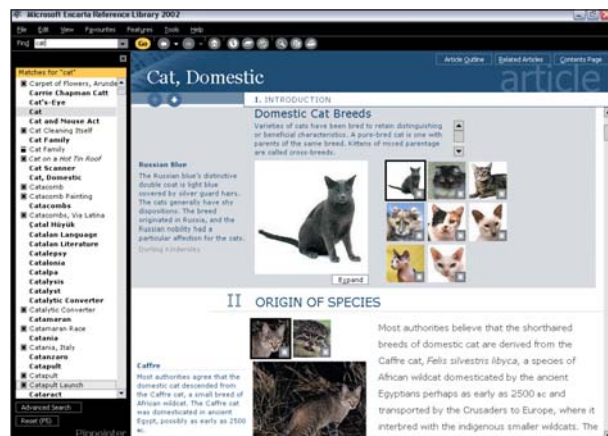 Microsoft Encarta Reference Library 2002
File Edit View Favourites Features Tools Help
Find cat
Go
Article Outline
Related Articles
Contents Page
Matches for "cat"
Carpet of Flowers, Arunde
Carrie Chapman Catt
Cat's-Eye
Cat
Cat and Mouse Act
Cat Cleaning Itself
Cat Family
Cat Family
Cat on a Hot Tin Roof
Cat Scanner
Cat, Domestic
Catacomb
Catacomb Painting
Catacombs
Catacombs, Via Latina
Çatal Hüyük
Catalan Language
Catalan Literature
Catalepsy
Catalonia
Catalpa
Catalysis
Catalyst
Catalytic Converter
Catalytic Converter
Catamaran
Catamaran Race
Catania
Catania, Italy
Catanzaro
Catapult
Catapult
Catapult Launch
Cataract
Advanced Search
Reset (F5)
Pinpointer
Cat, Domestic
article
I. INTRODUCTION
Domestic Cat Breeds
Varieties of cats have been bred to retain distinguishing
or beneficial characteristics. A pure-bred cat is one with
parents of the same breed. Kittens of mixed parentage
are called cross-breeds.
Russian Blue
The Russian blue's distinctive
double coat is light blue
covered by silver guard hairs.
The cats generally have shy
dispositions. The breed
originated in Russia, and the
Russian nobility had a
particular affection for the cats.
Dorling Kindersley
Expand
II ORIGIN OF SPECIES
Caffre
Most authorities agree that the
domestic cat descended from
the Caffre cat, a small breed of
African wildcat. The Caffre cat
was domesticated in ancient
Egypt, possibly as early as 2500
Most authorities believe that the shorthaired
breeds of domestic cat are derived from the
Caffre cat, Felis silvestris libyca, a species of
African wildcat domesticated by the ancient
Egyptians perhaps as early as 2500 BC and
transported by the Crusaders to Europe, where it
interbred with the indigenous smaller wildcats. The